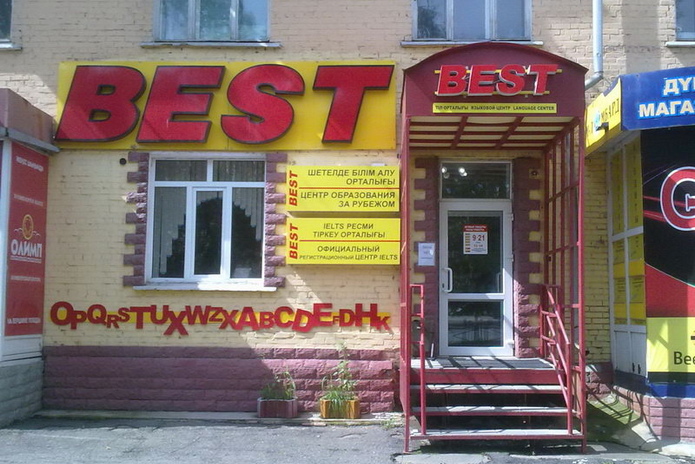 BEST
BEST
ТІЛ ОРТАЛЫҒЫ ЯЗЫКОВОЙ ЦЕНТР LANGUAGE CENTER
BEST
ШЕТЕЛДЕ БІЛІМ АЛУ
ОРТАЛЫҒЫ
ЦЕНТР ОБРАЗОВАНИЯ
ЗА РУБЕЖОМ
BEST
IELTS РЕСМИ
ТІРКЕУ ОРТАЛЫҒЫ
ОФИЦИАЛЬНЫЙ
РЕГИСТРАЦИОННЫЙ ЦЕНТР IELTS
OPQRSTUXWZXABCDEFDHK
9/21
ОЛИМП
ДҮ
МАГА
C
Bee